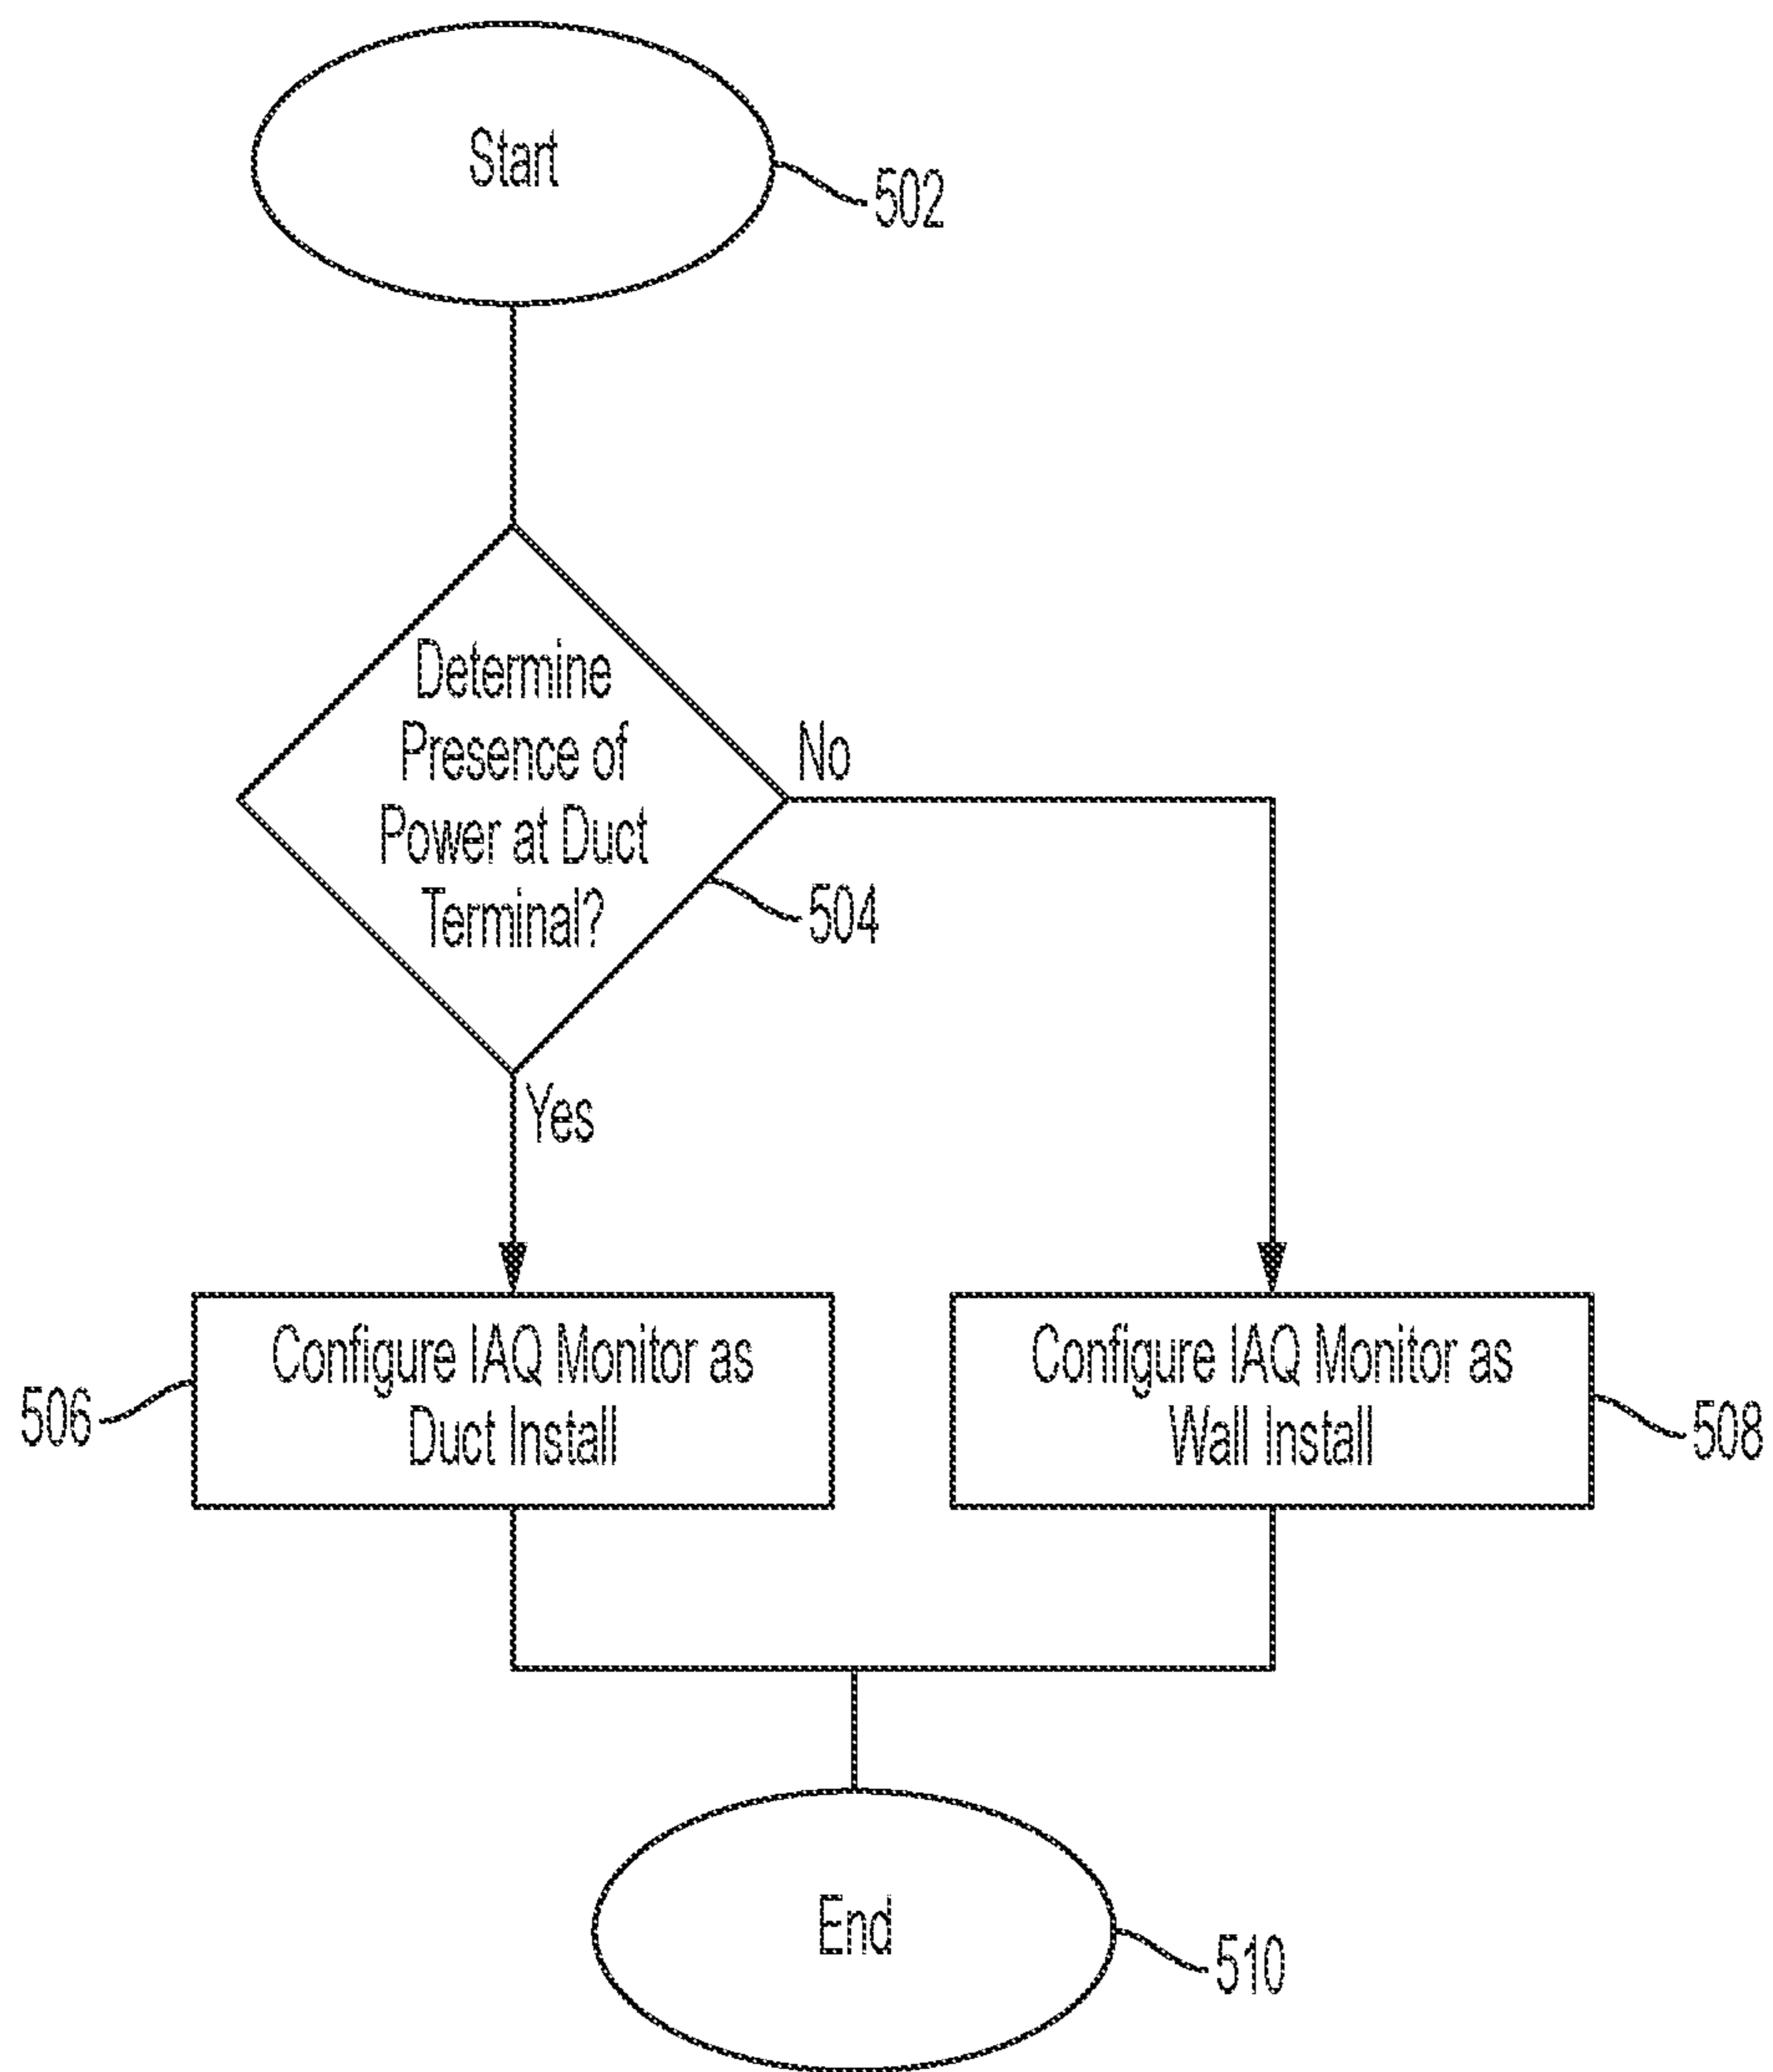 Start
502
Determine
Presence of
Power at Duct
Terminal?
No
504
Yes
Configure IAQ Monitor as
Duct Install
506
Configure IAQ Monitor as
Wall Install
508
End
510